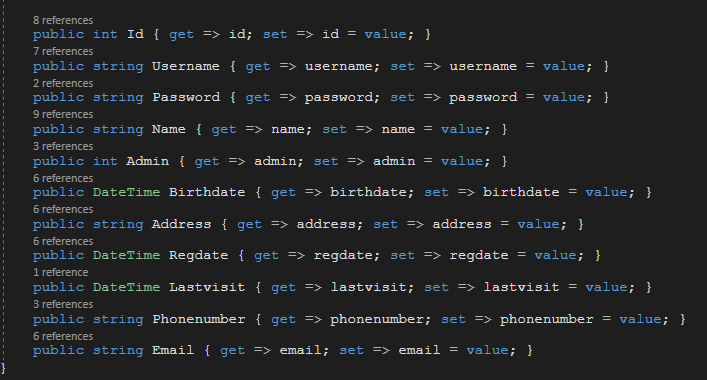 8 references
public int Id { get => id; set => id = value; }
7 references
public string Username { get => username; set => username = value; }
2 references
public string Password { get => password; set => password = value; }
9 references
public string Name { get => name; set => name = value; }
3 references
public int Admin { get => admin; set => admin = value; }
6 references
public DateTime Birthdate { get => birthdate; set => birthdate = value; }
6 references
public string Address { get => address; set => address = value; }
6 references
public DateTime Regdate { get => regdate; set => regdate = value; }
1 reference
public DateTime Lastvisit { get => lastvisit; set => lastvisit = value; }
3 references
public string Phonenumber { get => phonenumber; set => phonenumber = value; }
6 references
public string Email { get => email; set => email = value; }
}